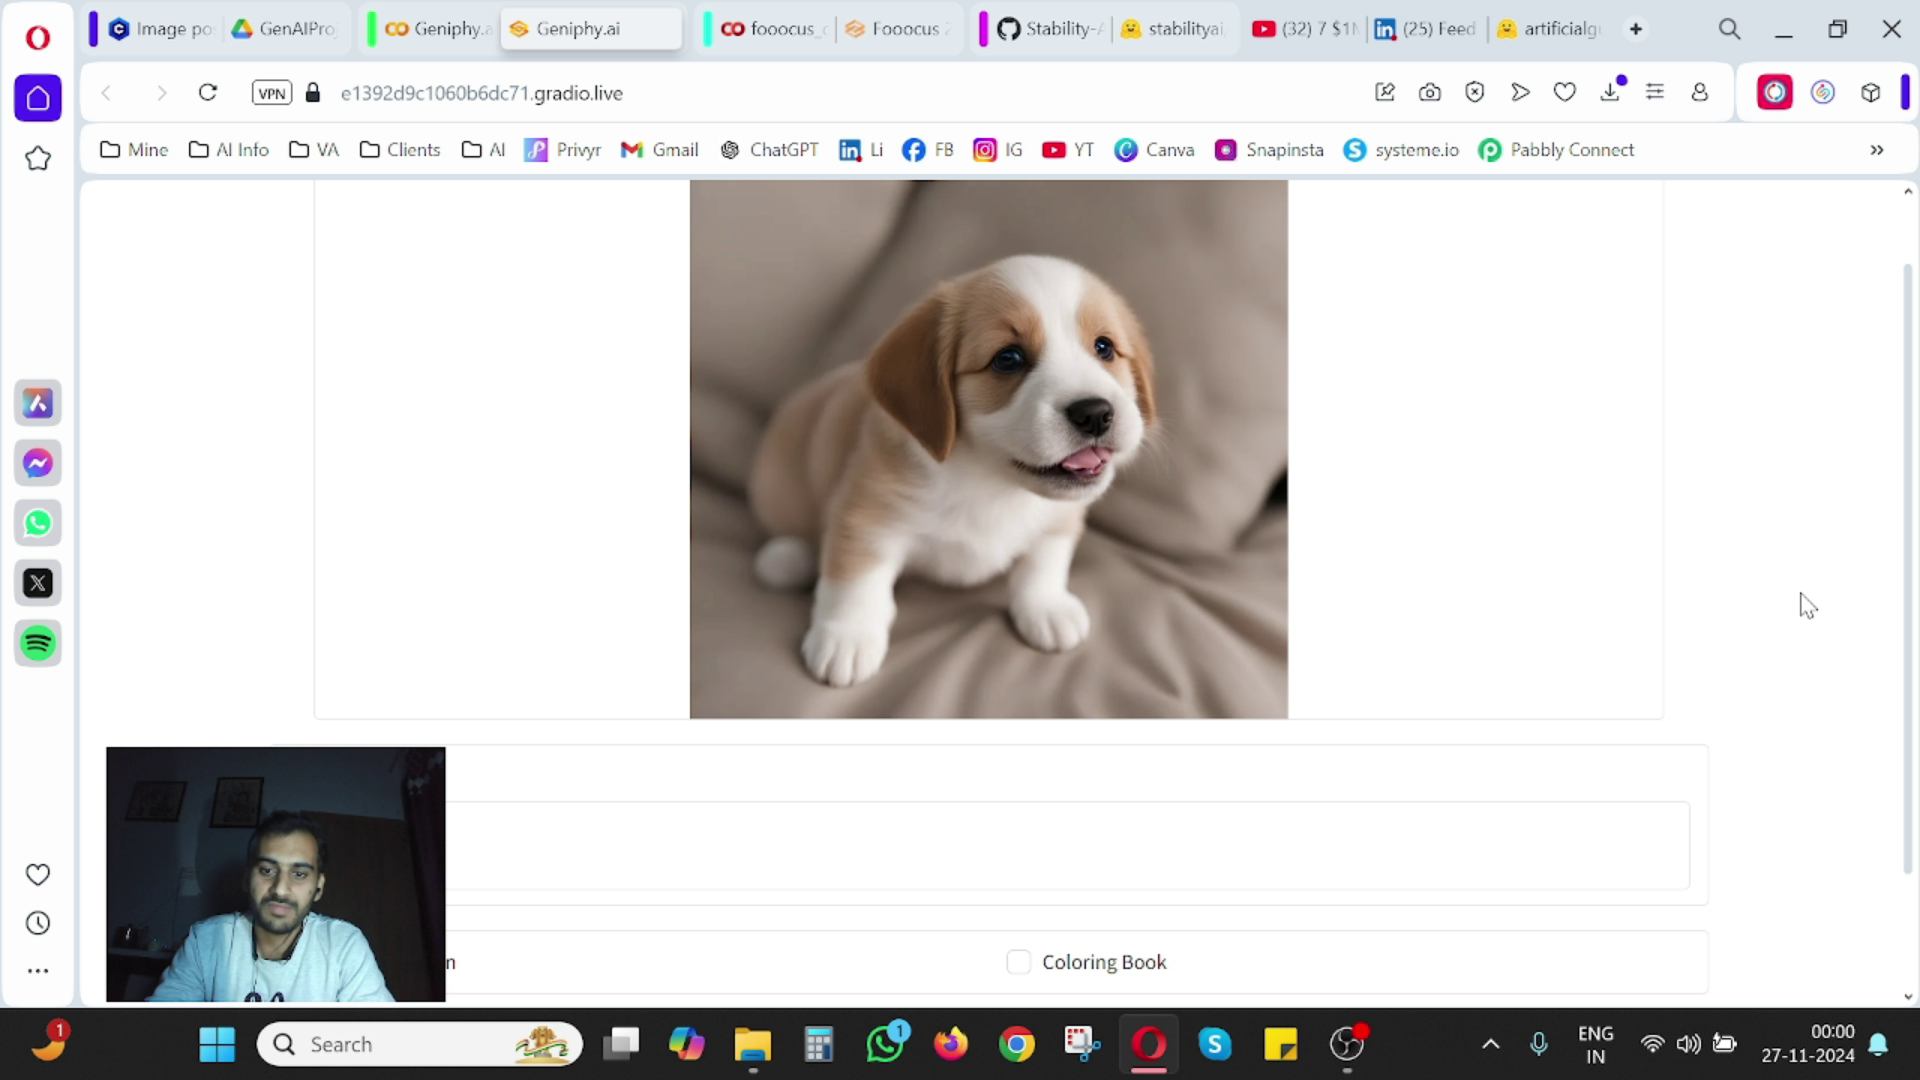 Image po
GenAIPro
Geniphy.a
Geniphy.ai
fooocus_c
Fooocus 2
Stability-A
stabilityai,
(32) 7 $1M
(25) Feed
artificialgu
VPN
e1392d9c1060b6dc71.gradio.live
Mine
AI Info
VA
Clients
AI
Privyr
Gmail
ChatGPT
Li
FB
IG
YT
Canva
Snapinsta
systeme.io
Pabbly Connect
n
Coloring Book
1
Search
1
ENG
IN
00:00
27-11-2024